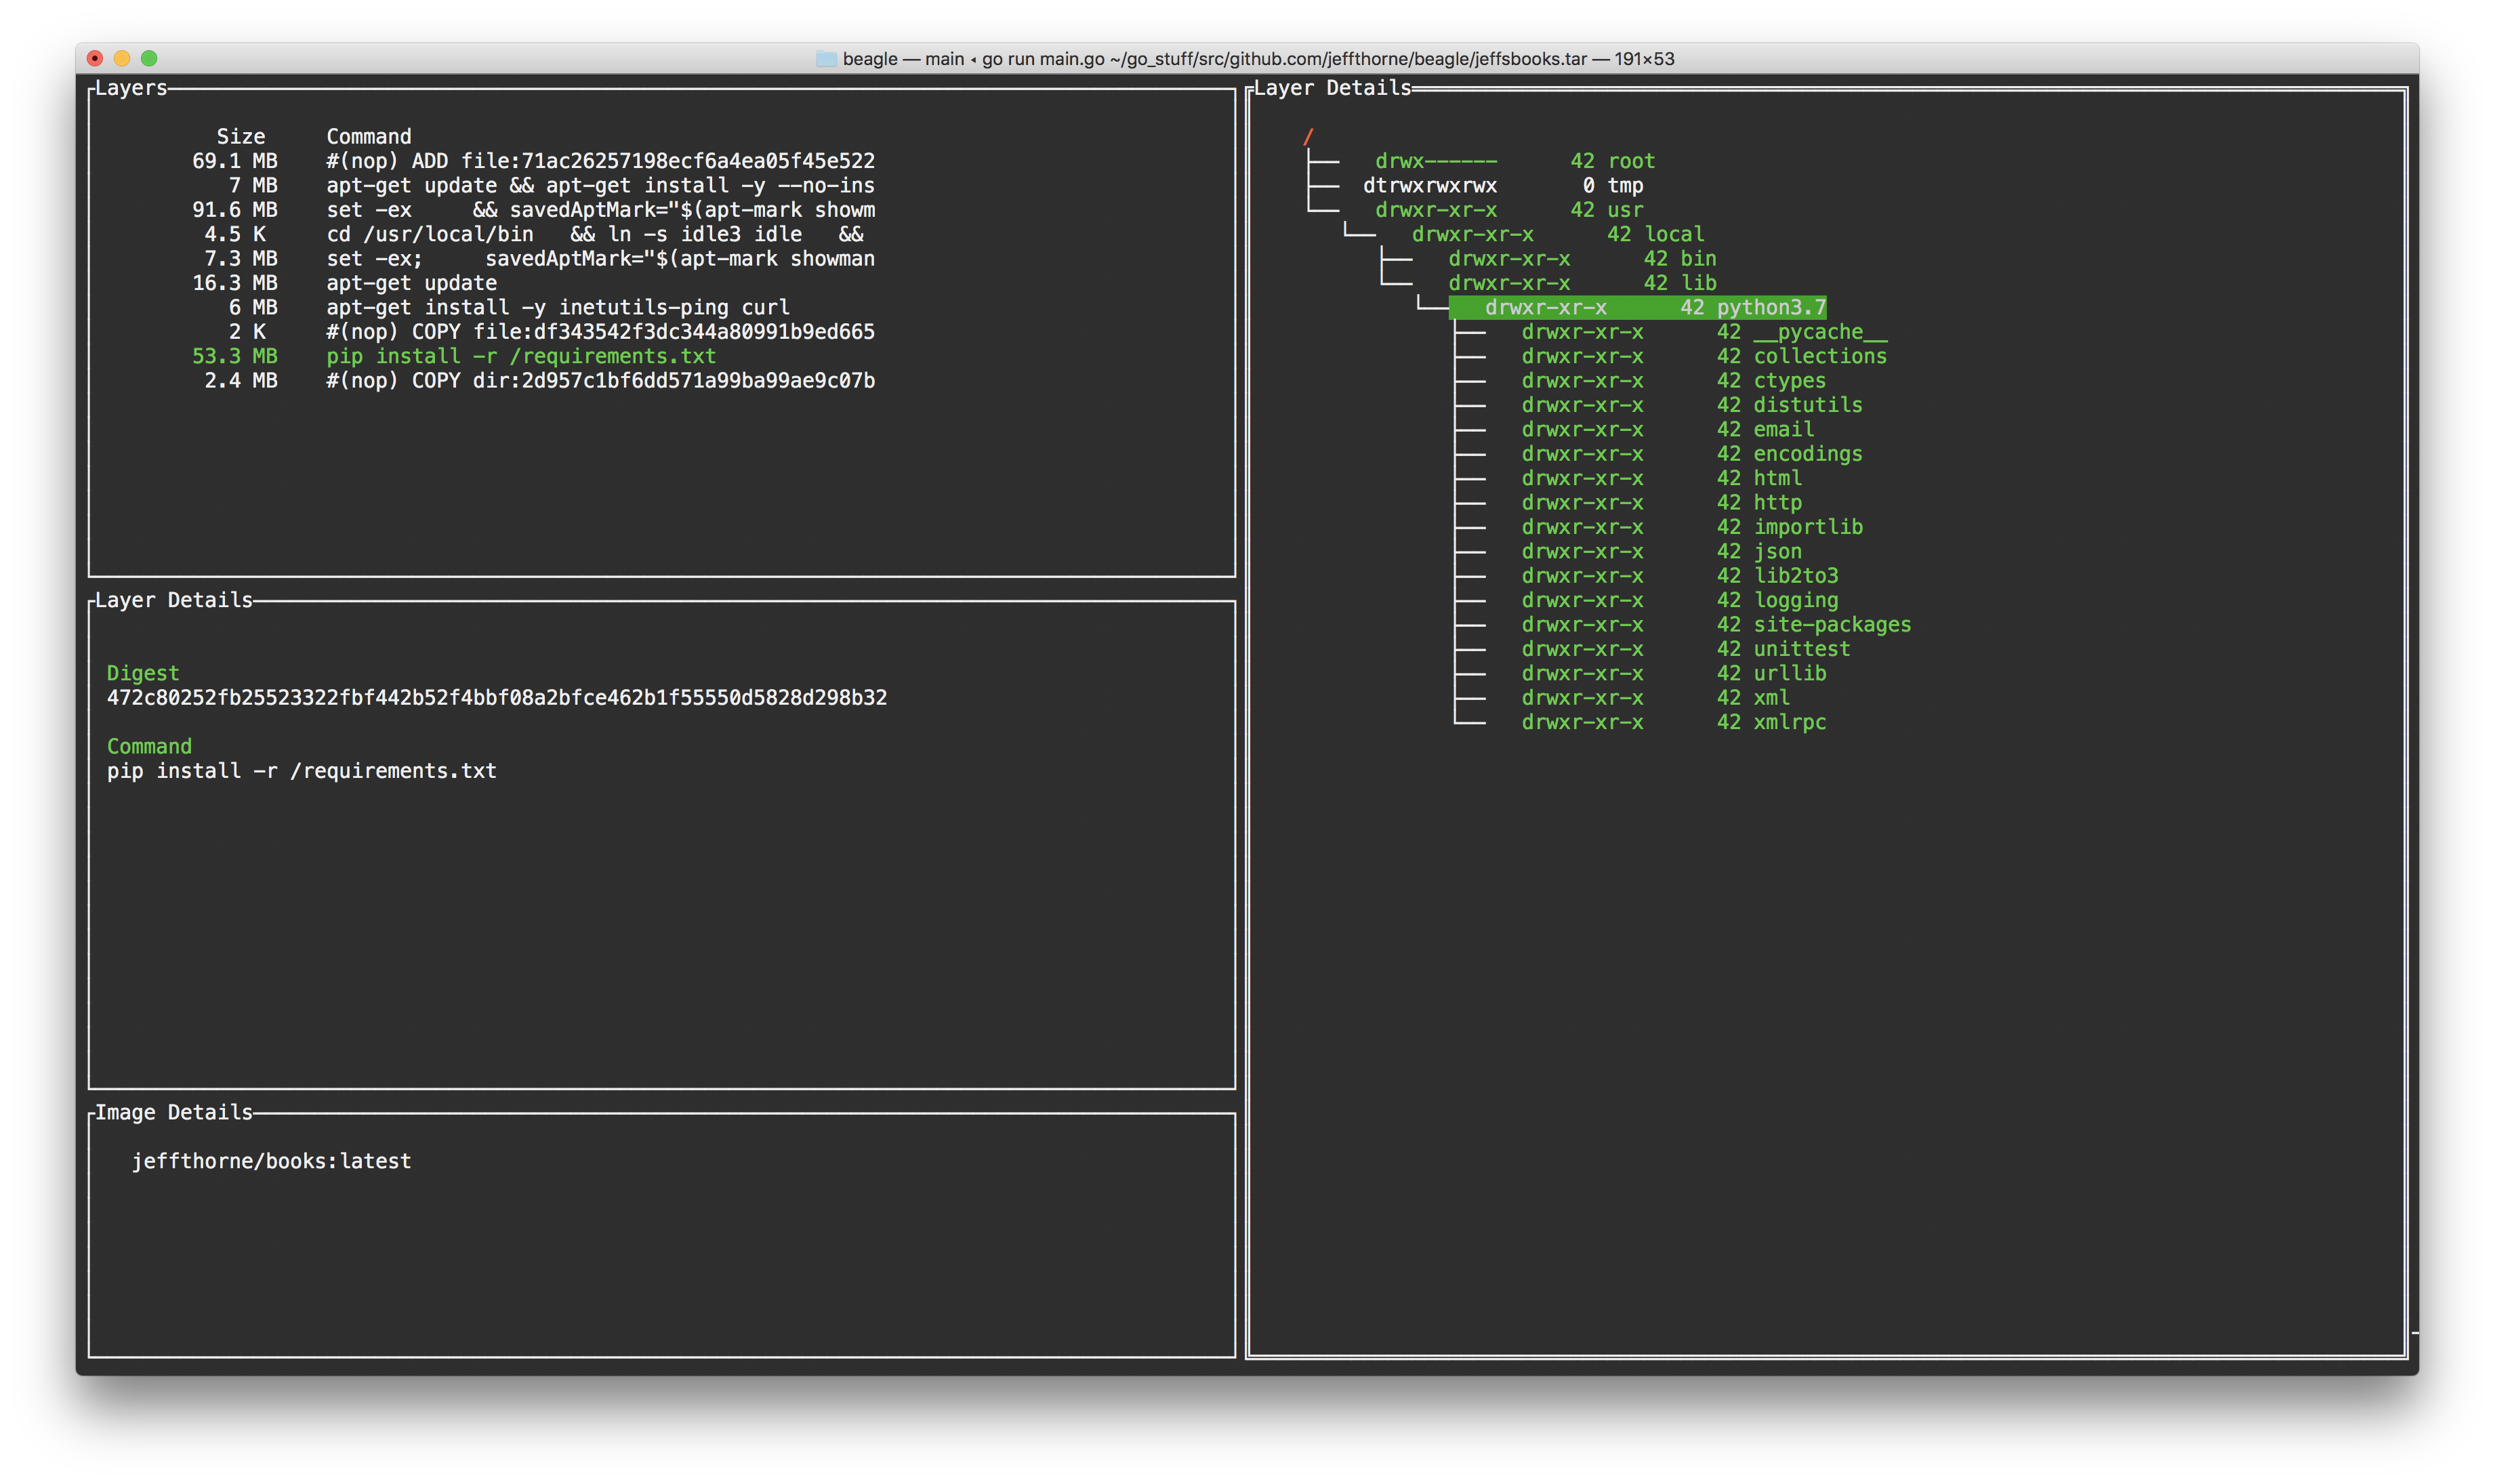 beagle — main ◂ go run main.go ~/go_stuff/src/github.com/jeffthorne/beagle/jeffsbooks.tar — 191×53
Layers
Size Command
69.1 MB #(nop) ADD file:71ac26257198ecf6a4ea05f45e522
7 MB apt-get update && apt-get install -y --no-ins
91.6 MB set -ex && savedAptMark="$(apt-mark showm
4.5 K cd /usr/local/bin && ln -s idle3 idle &&
7.3 MB set -ex; savedAptMark="$(apt-mark showman
16.3 MB apt-get update
6 MB apt-get install -y inetutils-ping curl
2 K #(nop) COPY file:df343542f3dc344a80991b9ed665
53.3 MB pip install -r /requirements.txt
2.4 MB #(nop) COPY dir:2d957c1bf6dd571a99ba99ae9c07b
Layer Details
Digest
472c80252fb25523322fbf442b52f4bbf08a2bfce462b1f55550d5828d298b32
Command
pip install -r /requirements.txt
Image Details
jeffthorne/books:latest
Layer Details
/
drwx------ 42 root
dtrwxrwxrwx 0 tmp
drwxr-xr-x 42 usr
drwxr-xr-x 42 local
drwxr-xr-x 42 bin
drwxr-xr-x 42 lib
drwxr-xr-x 42 python3.7
drwxr-xr-x 42 __pycache__
drwxr-xr-x 42 collections
drwxr-xr-x 42 ctypes
drwxr-xr-x 42 distutils
drwxr-xr-x 42 email
drwxr-xr-x 42 encodings
drwxr-xr-x 42 html
drwxr-xr-x 42 http
drwxr-xr-x 42 importlib
drwxr-xr-x 42 json
drwxr-xr-x 42 lib2to3
drwxr-xr-x 42 logging
drwxr-xr-x 42 site-packages
drwxr-xr-x 42 unittest
drwxr-xr-x 42 urllib
drwxr-xr-x 42 xml
drwxr-xr-x 42 xmlrpc